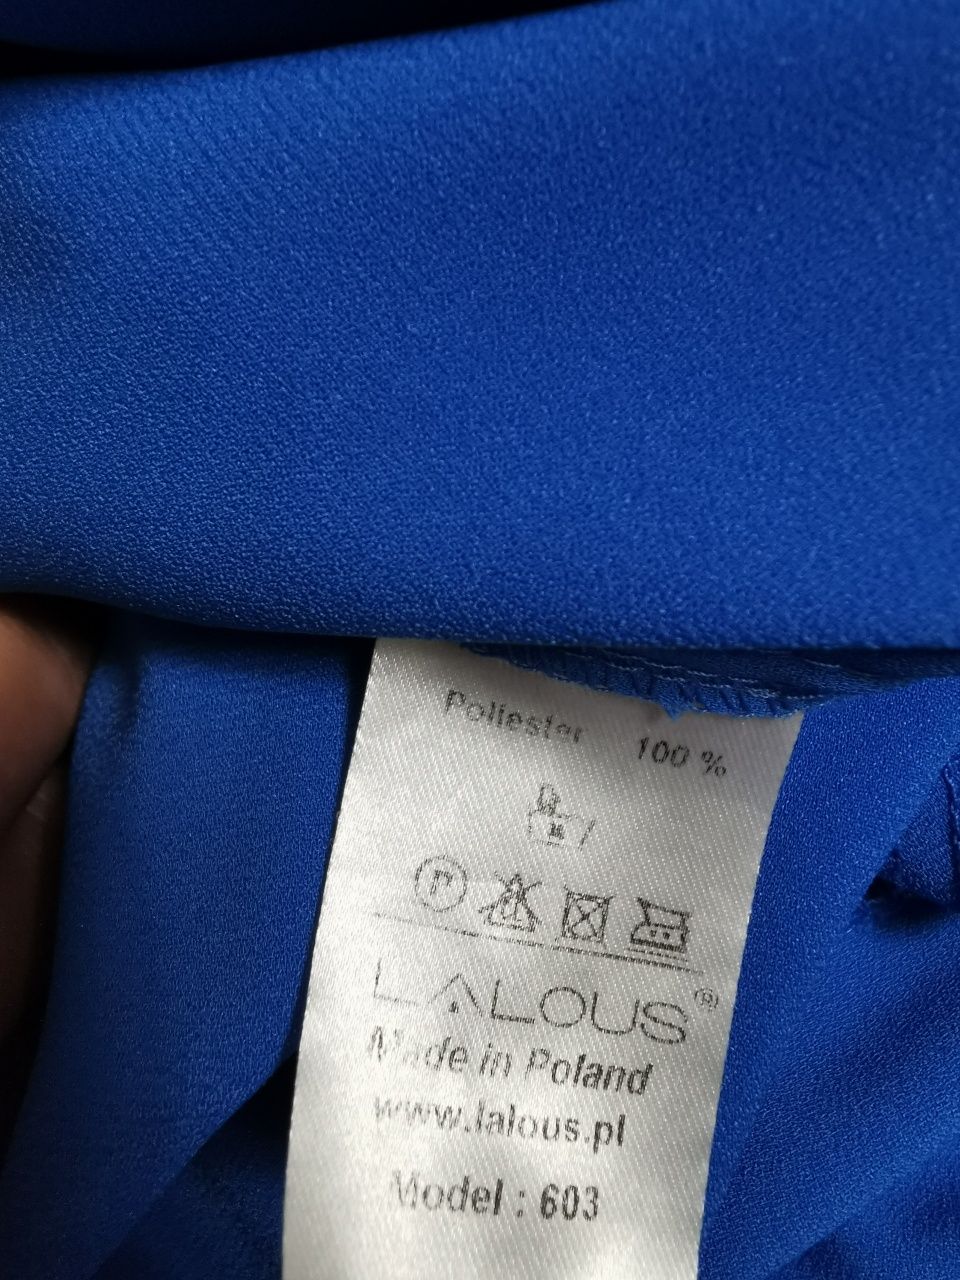 Poliester 100 %
P
LALOUS®
Made in Poland
www.lalous.pl
Model : 603